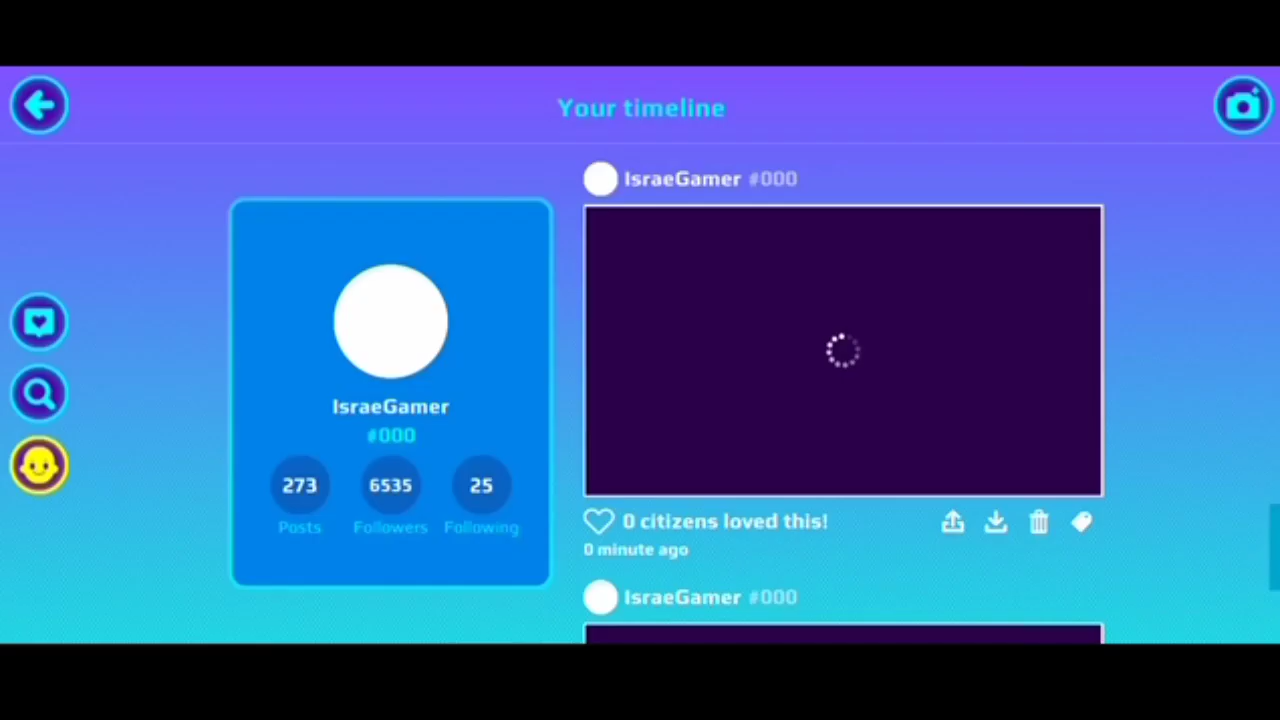 Your timeline
IsraeGamer #000
IsraeGamer
#000
273 6535 25
Posts Followers Following
0 citizens loved this!
0 minute ago
IsraeGamer #000